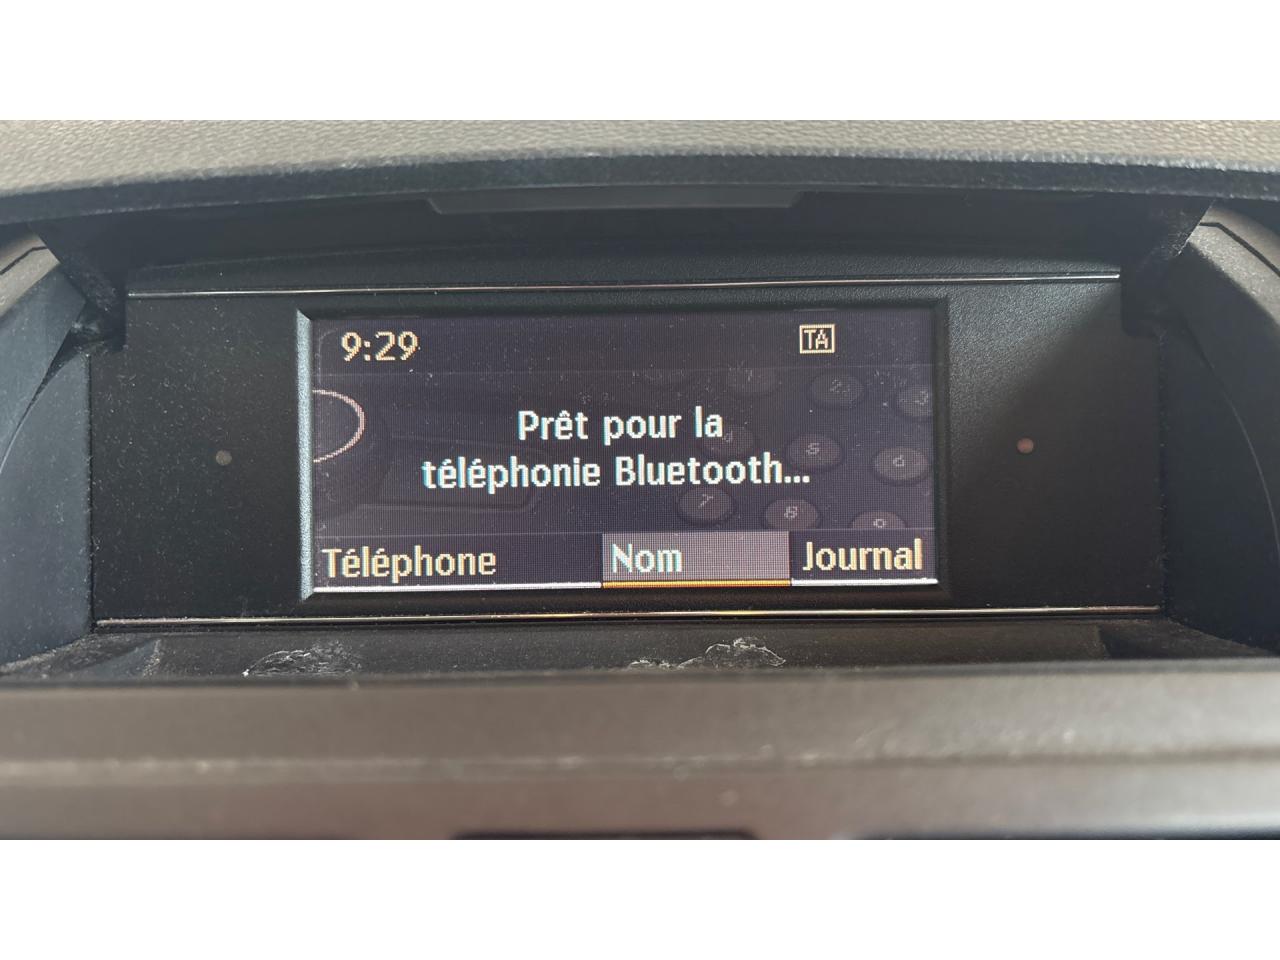 9:29 TA
Prêt pour la
téléphonie Bluetooth...
Téléphone Nom Journal